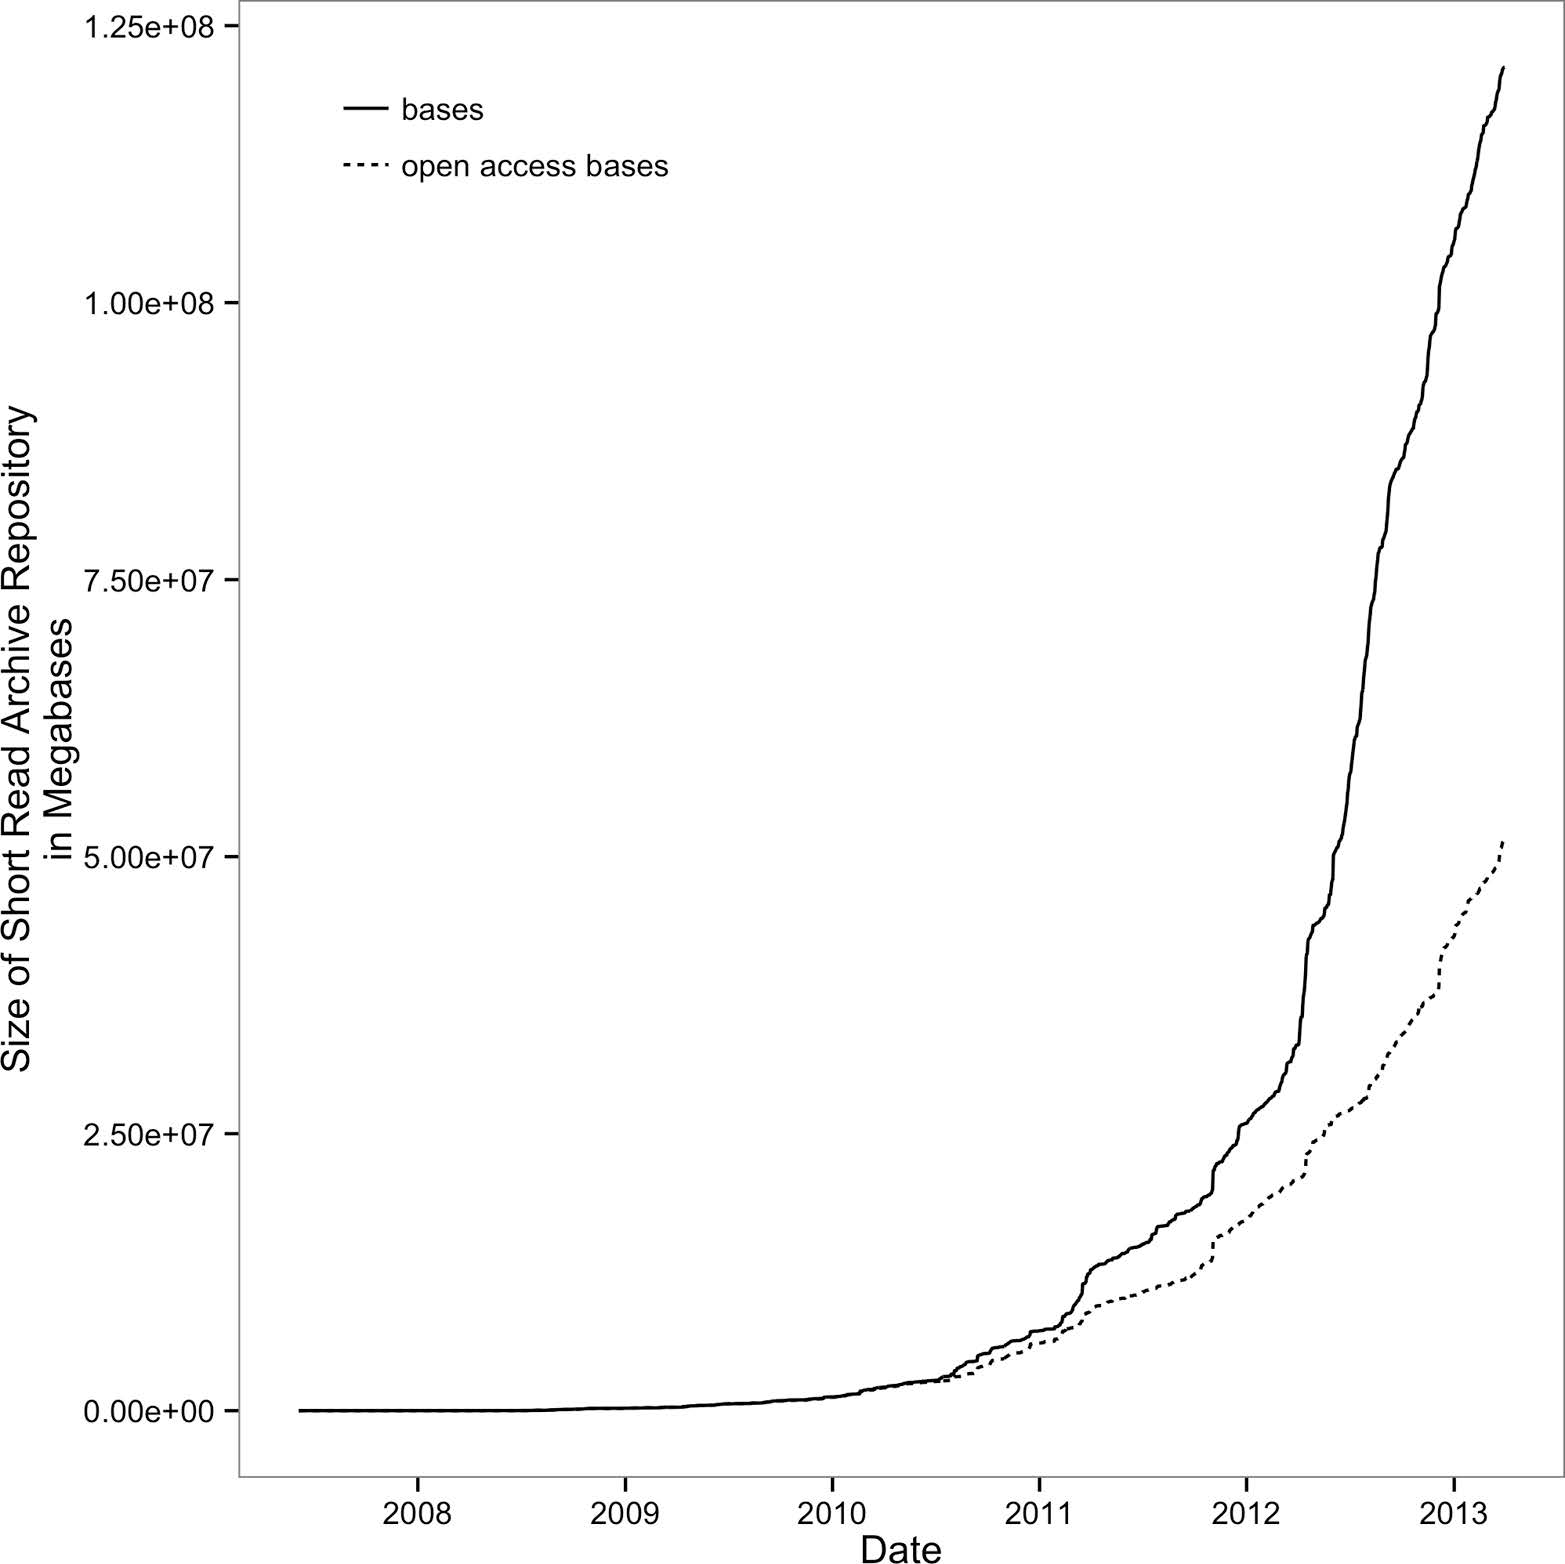 Size of Short Read Archive Repository
in Megabases
1.25e+08
1.00e+08
7.50e+07
5.00e+07
2.50e+07
0.00e+00
bases
open access bases
2008 2009 2010 2011 2012 2013
Date